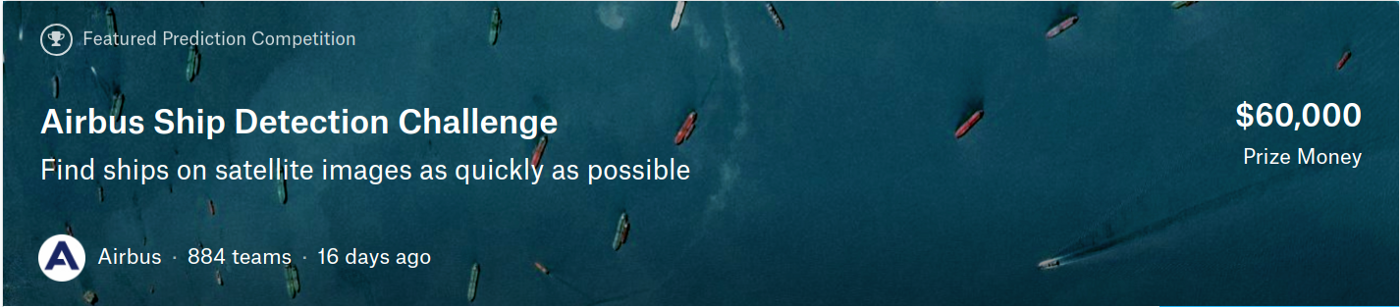 Featured Prediction Competition
Airbus Ship Detection Challenge
$60,000
Find ships on satellite images as quickly as possible
Prize Money
A
Airbus · 884 teams · 16 days ago